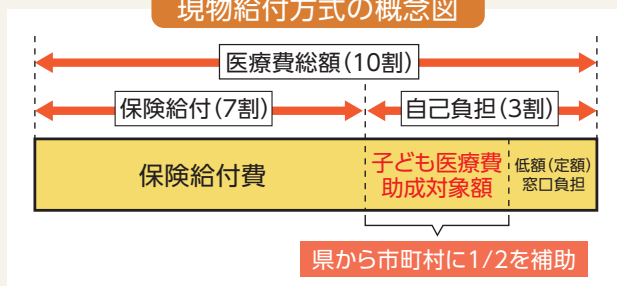 現物給付方式の概念図
医療費総額(10割)
保険給付(7割)
自己負担(3割)
保険給付費
子ども医療費
助成対象額
低額(定額)
窓口負担
県から市町村に1/2を補助